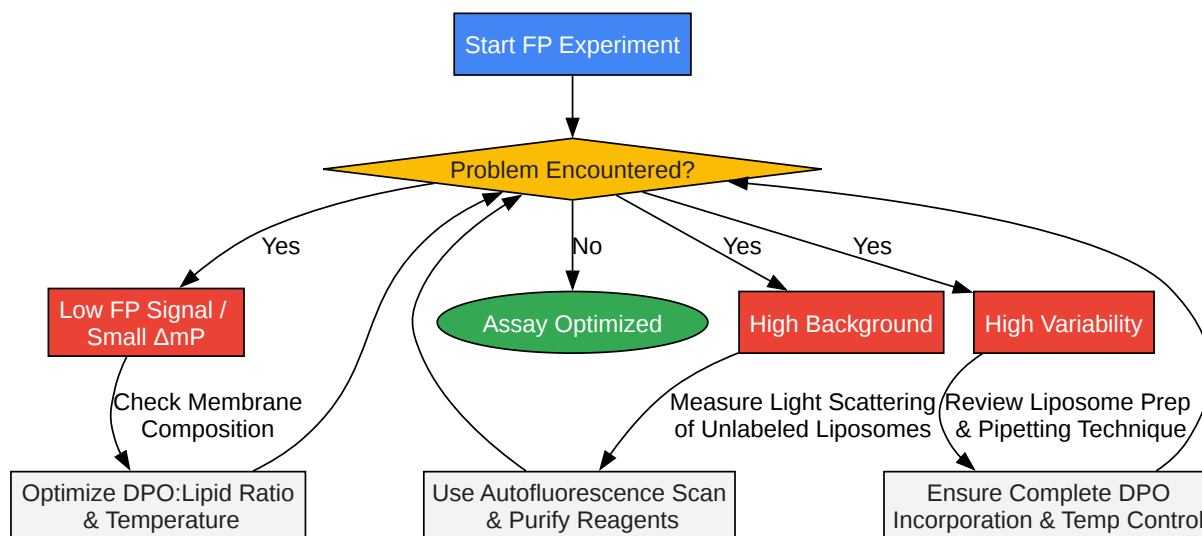 Start FP Experiment
Problem Encountered?
Yes
No
Yes
Yes
Low FP Signal /
Small ΔmP
Assay Optimized
High Background
High Variability
Check Membrane
Composition
Measure Light Scattering
of Unlabeled Liposomes
Review Liposome Prep
& Pipetting Technique
Optimize DPO:Lipid Ratio
& Temperature
Use Autofluorescence Scan
& Purify Reagents
Ensure Complete DPO
Incorporation & Temp Control